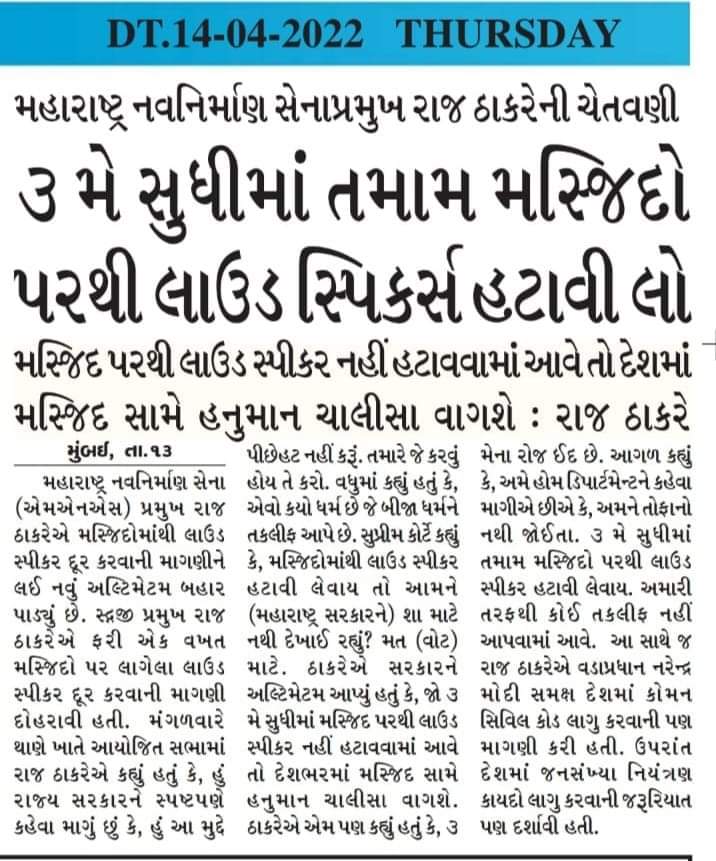 DT.14-04-2022 THURSDAY
મહારાષ્ટ્ર નવનિર્માણ સેનાપ્રમુખ રાજ ઠાકરેની ચેતવણી
૩ મે સુધીમાં તમામ મસ્જિદો
પરથી લાઉડ સ્પિકર્સ હટાવી લો
મસ્જિદ પરથી લાઉડ સ્પીકર નહીં હટાવવામાં આવે તો દેશમાં
મસ્જિદ સામે હનુમાન ચાલીસા વાગશે : રાજ ઠાકરે
મુંબઇ, તા.૧૩
મહારાષ્ટ્ર નવનિર્માણ સેના
(એમએનએસ) પ્રમુખ રાજ
ઠાકરેએ મસ્જિદોમાંથી લાઉડ
સ્પીકર દૂર કરવાની માગણીને
લઈ નવું અલ્ટિમેટમ બહાર
પાડ્યું છે. સ્દ્રજી પ્રમુખ રાજ
ઠાકરેએ ફરી એક વખત
મસ્જિદો પર લાગેલા લાઉડ
સ્પીકર દૂર કરવાની માગણી
દોહરાવી હતી. મંગળવારે
થાણે ખાતે આયોજિત સભામાં
રાજ ઠાકરેએ કહ્યું હતું કે, હું
રાજય સરકારને સ્પષ્ટપણે
કહેવા માગું છું કે, હું આ મુદ્દે
પીછેહટ નહીં કરૂં. તમારે જે કરવું
હોય તે કરો. વધુમાં કહ્યું હતું કે,
એવો કયો ધર્મ છે જે બીજા ધર્મને
તકલીફ આપે છે. સુપ્રીમ કોર્ટે કહ્યું
કે, મસ્જિદોમાંથી લાઉડ સ્પીકર
હટાવી લેવાય તો આમને
(મહારાષ્ટ્ર સરકારને) શા માટે
નથી દેખાઈ રહ્યું? મત (વોટ)
માટે. ઠાકરેએ સરકારને
અલ્ટિમેટમ આપ્યું હતું કે, જો ૩
મે સુધીમાં મસ્જિદ પરથી લાઉડ
સ્પીકર નહીં હટાવવામાં આવે
તો દેશભરમાં મસ્જિદ સામે
હનુમાન ચાલીસા વાગશે.
ઠાકરેએ એમ પણ કહ્યું હતું કે, ૩
મેના રોજ ઈદ છે. આગળ કહ્યું
કે, અમે હોમ ડિપાર્ટમેન્ટને કહેવા
માગીએ છીએ કે, અમને તોફાનો
નથી જોઈતા. ૩ મે સુધીમાં
તમામ મસ્જિદો પરથી લાઉડ
સ્પીકર હટાવી લેવાય. અમારી
તરફથી કોઈ તકલીફ નહીં
આપવામાં આવે. આ સાથે જ
રાજ ઠાકરેએ વડાપ્રધાન નરેન્દ્ર
મોદી સમક્ષ દેશમાં કોમન
સિવિલ કોડ લાગુ કરવાની પણ
માગણી કરી હતી. ઉપરાંત
દેશમાં જનસંખ્યા નિયંત્રણ
કાયદો લાગુ કરવાની જરૂરિયાત
પણ દર્શાવી હતી.